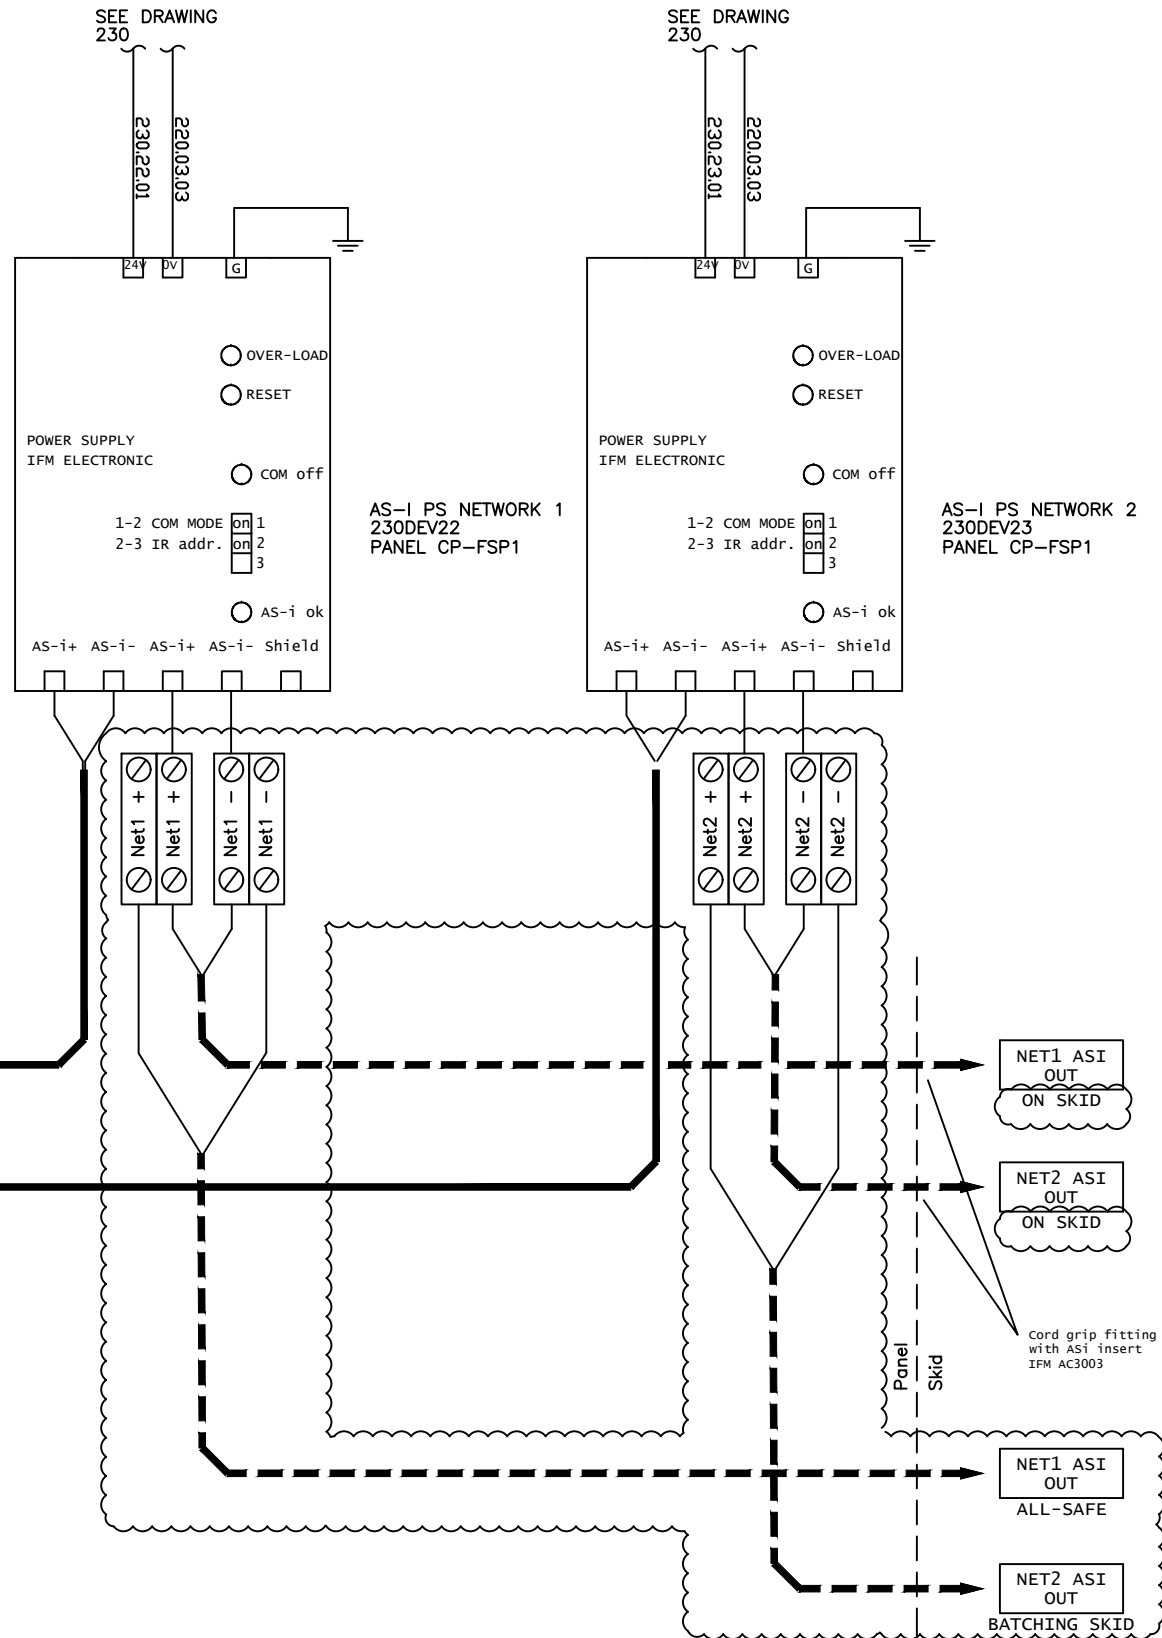 SEE DRAWING
230
SEE DRAWING
230
230.22.01
220.03.03
230.23.01
220.03.03
24V
0V
G
24V
0V
G
OVER-LOAD
RESET
POWER SUPPLY
IFM ELECTRONIC
COM off
1-2 COM MODE on 1
2-3 IR addr. on 2
3
AS-i ok
AS-i+ AS-i- AS-i+ AS-i- Shield
AS-I PS NETWORK 1
230DEV22
PANEL CP-FSP1
OVER-LOAD
RESET
POWER SUPPLY
IFM ELECTRONIC
COM off
1-2 COM MODE on 1
2-3 IR addr. on 2
3
AS-i ok
AS-i+ AS-i- AS-i+ AS-i- Shield
AS-I PS NETWORK 2
230DEV23
PANEL CP-FSP1
Net1 +
Net1 +
Net1 -
Net1 -
Net2 +
Net2 +
Net2 -
Net2 -
NET1 ASI
OUT
ON SKID
NET2 ASI
OUT
ON SKID
Cord grip fitting
with ASi insert
IFM AC3003
Panel
Skid
NET1 ASI
OUT
ALL-SAFE
NET2 ASI
OUT
BATCHING SKID